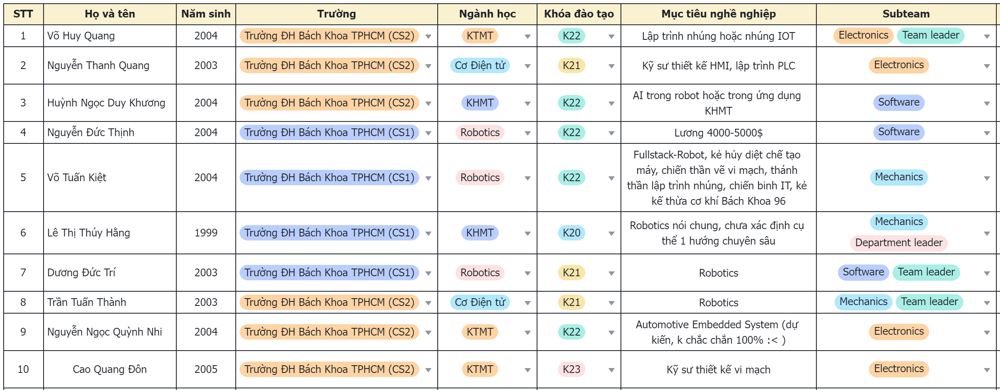 STT Họ và tên Năm sinh Trường Ngành học Khóa đào tạo Mục tiêu nghề nghiệp Subteam
1 Võ Huy Quang 2004 Trường ĐH Bách Khoa TPHCM (CS2) KTMT K22 Lập trình nhúng hoặc nhúng IOT Electronics Team leader
2 Nguyễn Thanh Quang 2003 Trường ĐH Bách Khoa TPHCM (CS2) Cơ Điện tử K21 Kỹ sư thiết kế HMI, lập trình PLC Electronics
3 Huỳnh Ngọc Duy Khương 2004 Trường ĐH Bách Khoa TPHCM (CS2) KHMT K22 AI trong robot hoặc trong ứng dụng
KHMT
Software
4 Nguyễn Đức Thịnh 2004 Trường ĐH Bách Khoa TPHCM (CS1) Robotics K22 Lương 4000-5000$ Software
5 Võ Tuấn Kiệt 2004 Trường ĐH Bách Khoa TPHCM (CS1) Robotics K22 Fullstack-Robot, kẻ hủy diệt chế tạo
máy, chiến thần vẽ vi mạch, thánh
thần lập trình nhúng, chiến binh IT, kẻ
kế thừa cơ khí Bách Khoa 96
Mechanics
6 Lê Thị Thúy Hằng 1999 Trường ĐH Bách Khoa TPHCM (CS1) KHMT K20 Robotics nói chung, chưa xác định cụ
thể 1 hướng chuyên sâu
Mechanics
Department leader
7 Dương Đức Trí 2003 Trường ĐH Bách Khoa TPHCM (CS1) Robotics K21 Robotics Software Team leader
8 Trần Tuấn Thành 2003 Trường ĐH Bách Khoa TPHCM (CS2) Cơ Điện tử K21 Robotics Mechanics Team leader
9 Nguyễn Ngọc Quỳnh Nhi 2004 Trường ĐH Bách Khoa TPHCM (CS2) KTMT K22 Automotive Embedded System (dự
kiến, k chắc chắn 100% :< )
Electronics
10 Cao Quang Đôn 2005 Trường ĐH Bách Khoa TPHCM (CS2) KTMT K23 Kỹ sư thiết kế vi mạch Electronics